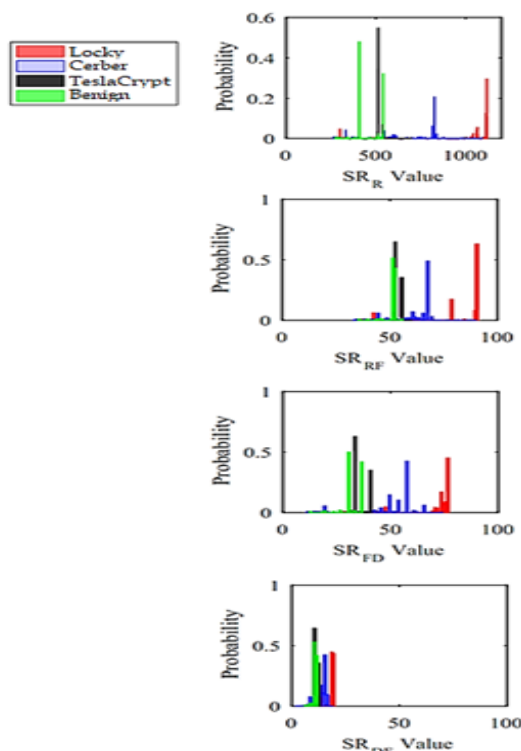 Locky
Cerber
TeslaCrypt
Benign
Probability
0.6
0.4
0.2
0
0
500
1000
SR_R Value
Probability
1
0.5
0
0
50
100
SR_RF Value
Probability
1
0.5
0
0
50
100
SR_FD Value
Probability
1
0.5
0
0
50
100
Value